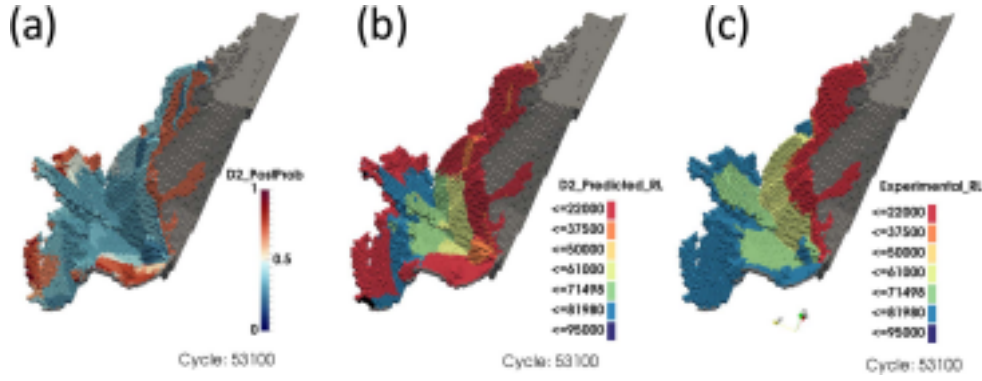 (a)
D2_PostProb
1
0.5
0
Cycle: 53100
(b)
D2_Predicted_RL
<=22000
<=37500
<=50000
<=61000
<=71498
<=81980
<=95000
Cycle: 53100
(c)
Experimental_RL
<=22000
<=37500
<=50000
<=61000
<=71498
<=81980
<=95000
Cycle: 53100